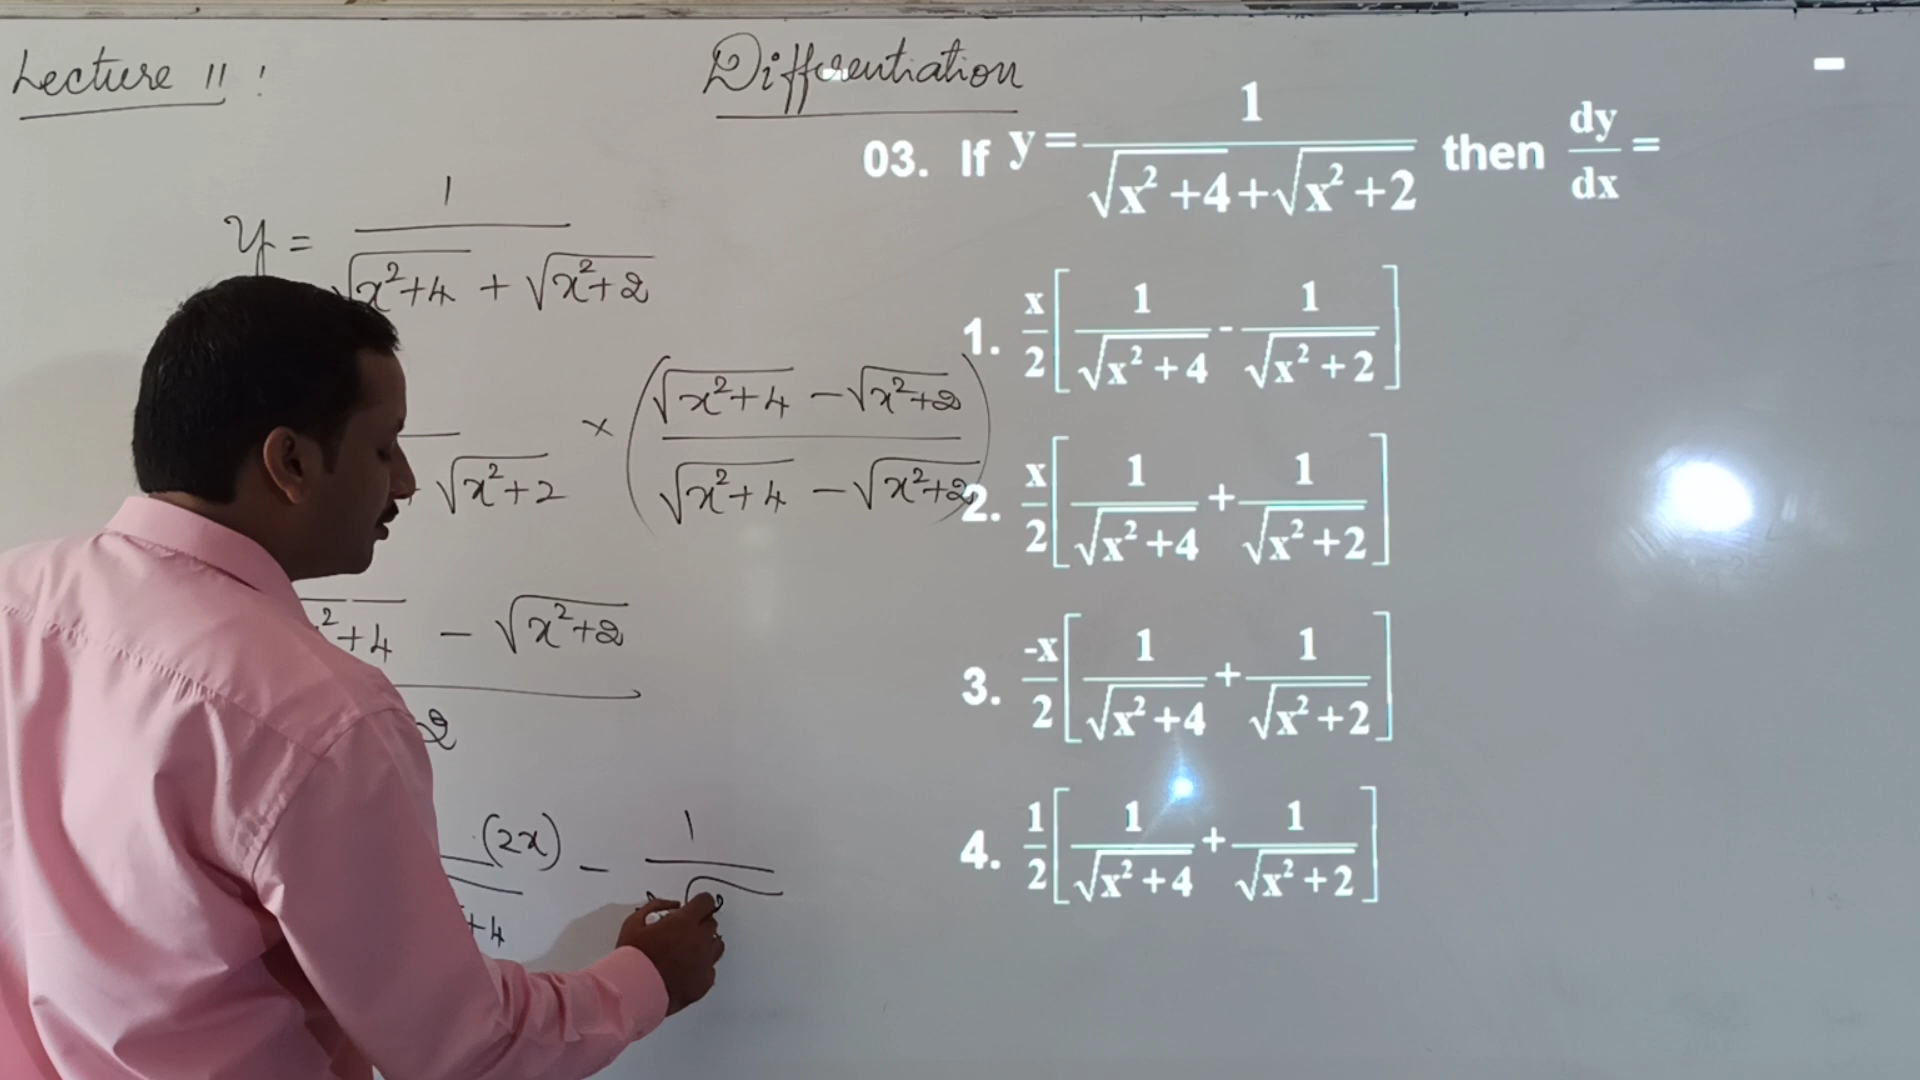 Lecture 11 :
Differentiation
y = 1 / √x²+4 + √x²+2
√x²+2 × (√x²+4 − √x²+2 / √x²+4 − √x²+2)
²+4 − √x²+2
2
.(2x) − 1
+4
03. If y = 1 / √x²+4+√x²+2 then dy/dx =
1. x/2 [1/√x²+4 - 1/√x²+2]
2. x/2 [1/√x²+4 + 1/√x²+2]
3. -x/2 [1/√x²+4 + 1/√x²+2]
4. 1/2 [1/√x²+4 + 1/√x²+2]